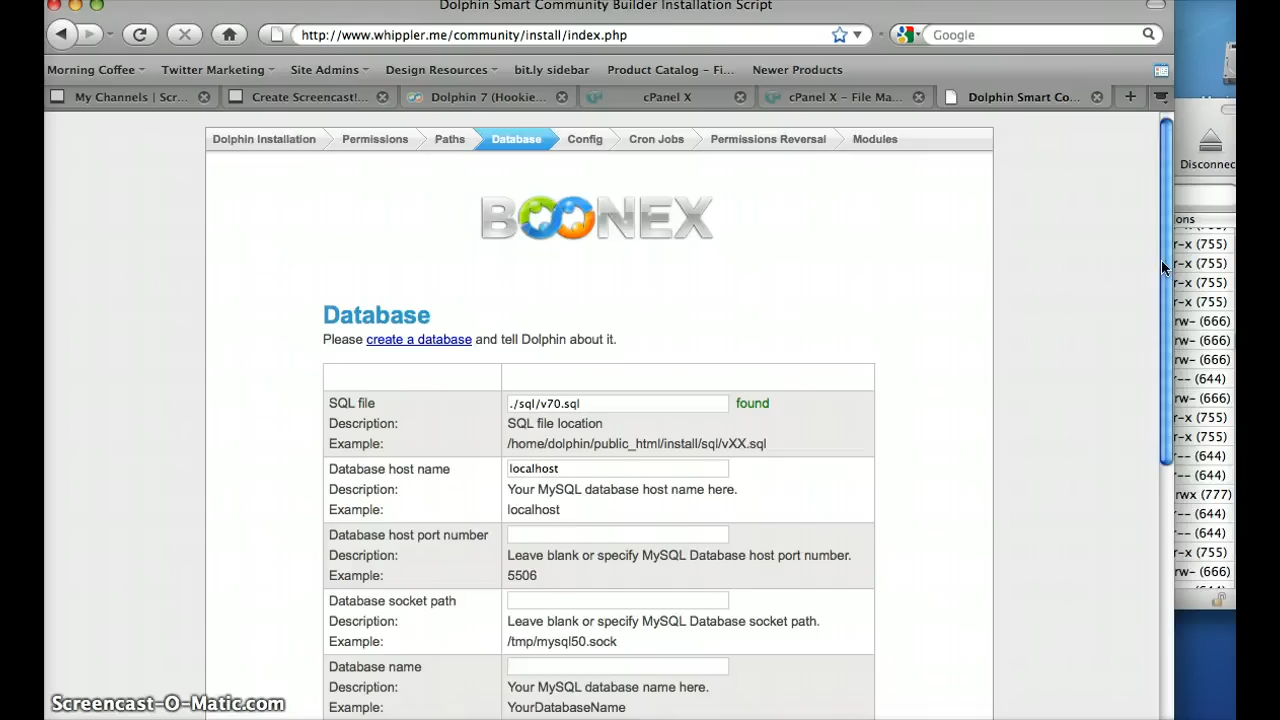 Dolphin Smart Community Builder Installation Script
http://www.whippler.me/community/install/index.php
Google
Morning Coffee Twitter Marketing Site Admins Design Resources bit.ly sidebar Product Catalog – Fi... Newer Products
My Channels | Scr... Create Screencast!... Dolphin 7 (Hookie... cPanel X cPanel X – File Ma... Dolphin Smart Co...
Dolphin Installation Permissions Paths Database Config Cron Jobs Permissions Reversal Modules
Disconnec
BOONEX
ons
r-x (755)
r-x (755)
r-x (755)
r-x (755)
rw- (666)
rw- (666)
rw- (666)
r-- (644)
rw- (666)
r-x (755)
r-x (755)
r-- (644)
r-- (644)
rwx (777)
r-- (644)
r-- (644)
r-x (755)
rw- (666)
Database
Please create a database and tell Dolphin about it.
SQL file ./sql/v70.sql found
Description: SQL file location
Example: /home/dolphin/public_html/install/sql/vXX.sql
Database host name localhost
Description: Your MySQL database host name here.
Example: localhost
Database host port number
Description: Leave blank or specify MySQL Database host port number.
Example: 5506
Database socket path
Description: Leave blank or specify MySQL Database socket path.
Example: /tmp/mysql50.sock
Database name
Description: Your MySQL database name here.
Example: YourDatabaseName
Screencast-O-Matic.com